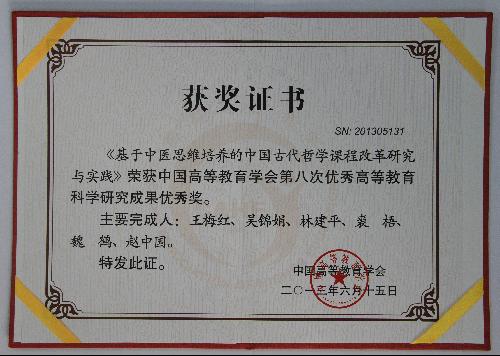 获奖证书
SN: 201305131
《基于中医思维培养的中国古代哲学课程改革研究
与实践》荣获中国高等教育学会第八次优秀高等教育
科学研究成果优秀奖。
主要完成人：王梅红、吴锦娟、林建平、裴 梧、
魏 鹉、赵中国。
特发此证。
中国高等教育学会
二〇一三年六月十五日